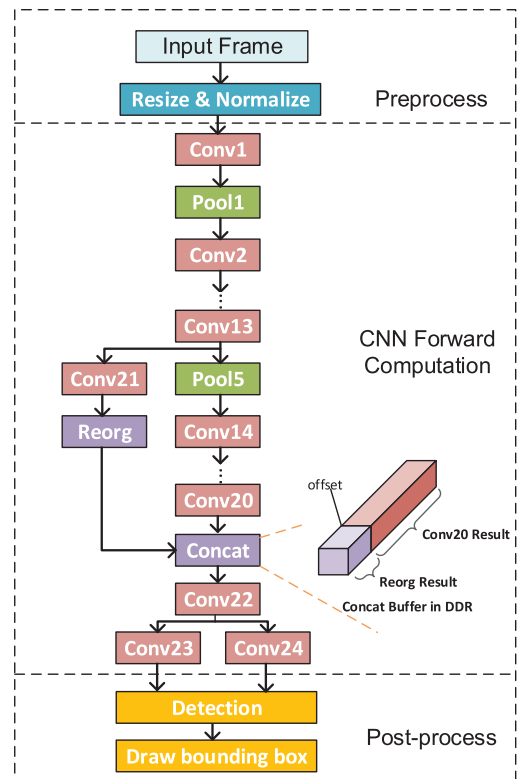 Input Frame
Resize & Normalize
Preprocess
Conv1
Pool1
Conv2
Conv13
CNN Forward
Computation
Conv21
Pool5
Reorg
Conv14
offset
Conv20
Conv20 Result
Concat
Reorg Result
Concat Buffer in DDR
Conv22
Conv23
Conv24
Detection
Post-process
Draw bounding box